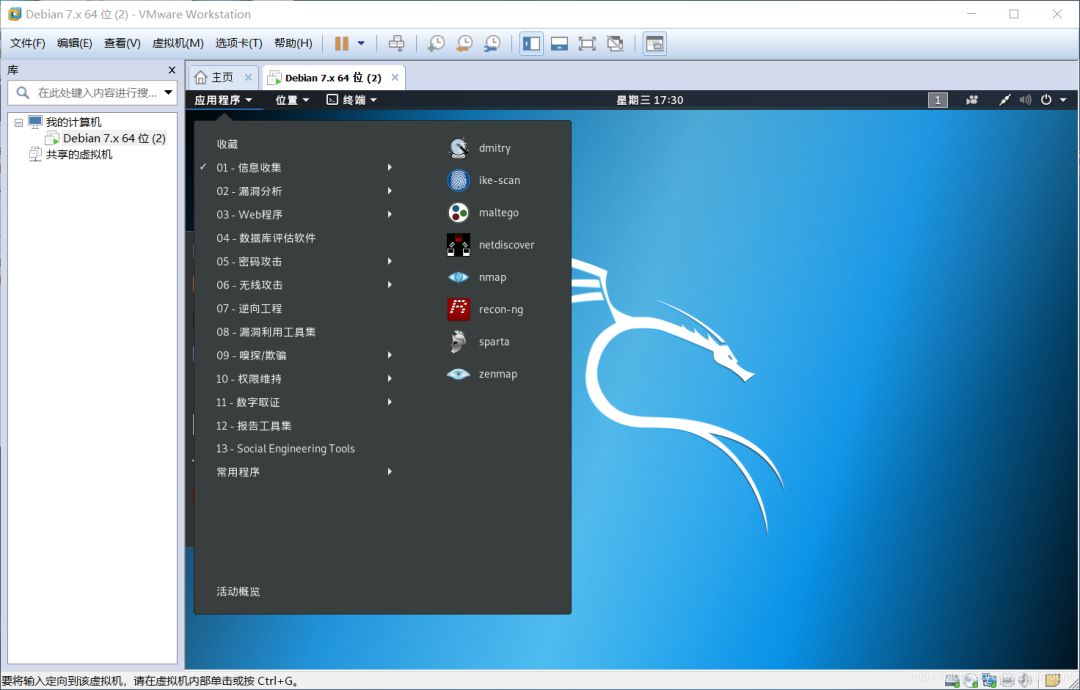 Debian 7.x 64 位 (2) - VMware Workstation
文件(F) 编辑(E) 查看(V) 虚拟机(M) 选项卡(T) 帮助(H)
库
在此处键入内容进行搜...
我的计算机
Debian 7.x 64 位 (2)
共享的虚拟机
主页 Debian 7.x 64 位 (2)
应用程序 位置 终端 星期三 17:30 1
收藏
01 - 信息收集
02 - 漏洞分析
03 - Web程序
04 - 数据库评估软件
05 - 密码攻击
06 - 无线攻击
07 - 逆向工程
08 - 漏洞利用工具集
09 - 嗅探/欺骗
10 - 权限维持
11 - 数字取证
12 - 报告工具集
13 - Social Engineering Tools
常用程序
活动概览
dmitry
ike-scan
maltego
netdiscover
nmap
recon-ng
sparta
zenmap
要将输入定向到该虚拟机，请在虚拟机内部单击或按 Ctrl+G。